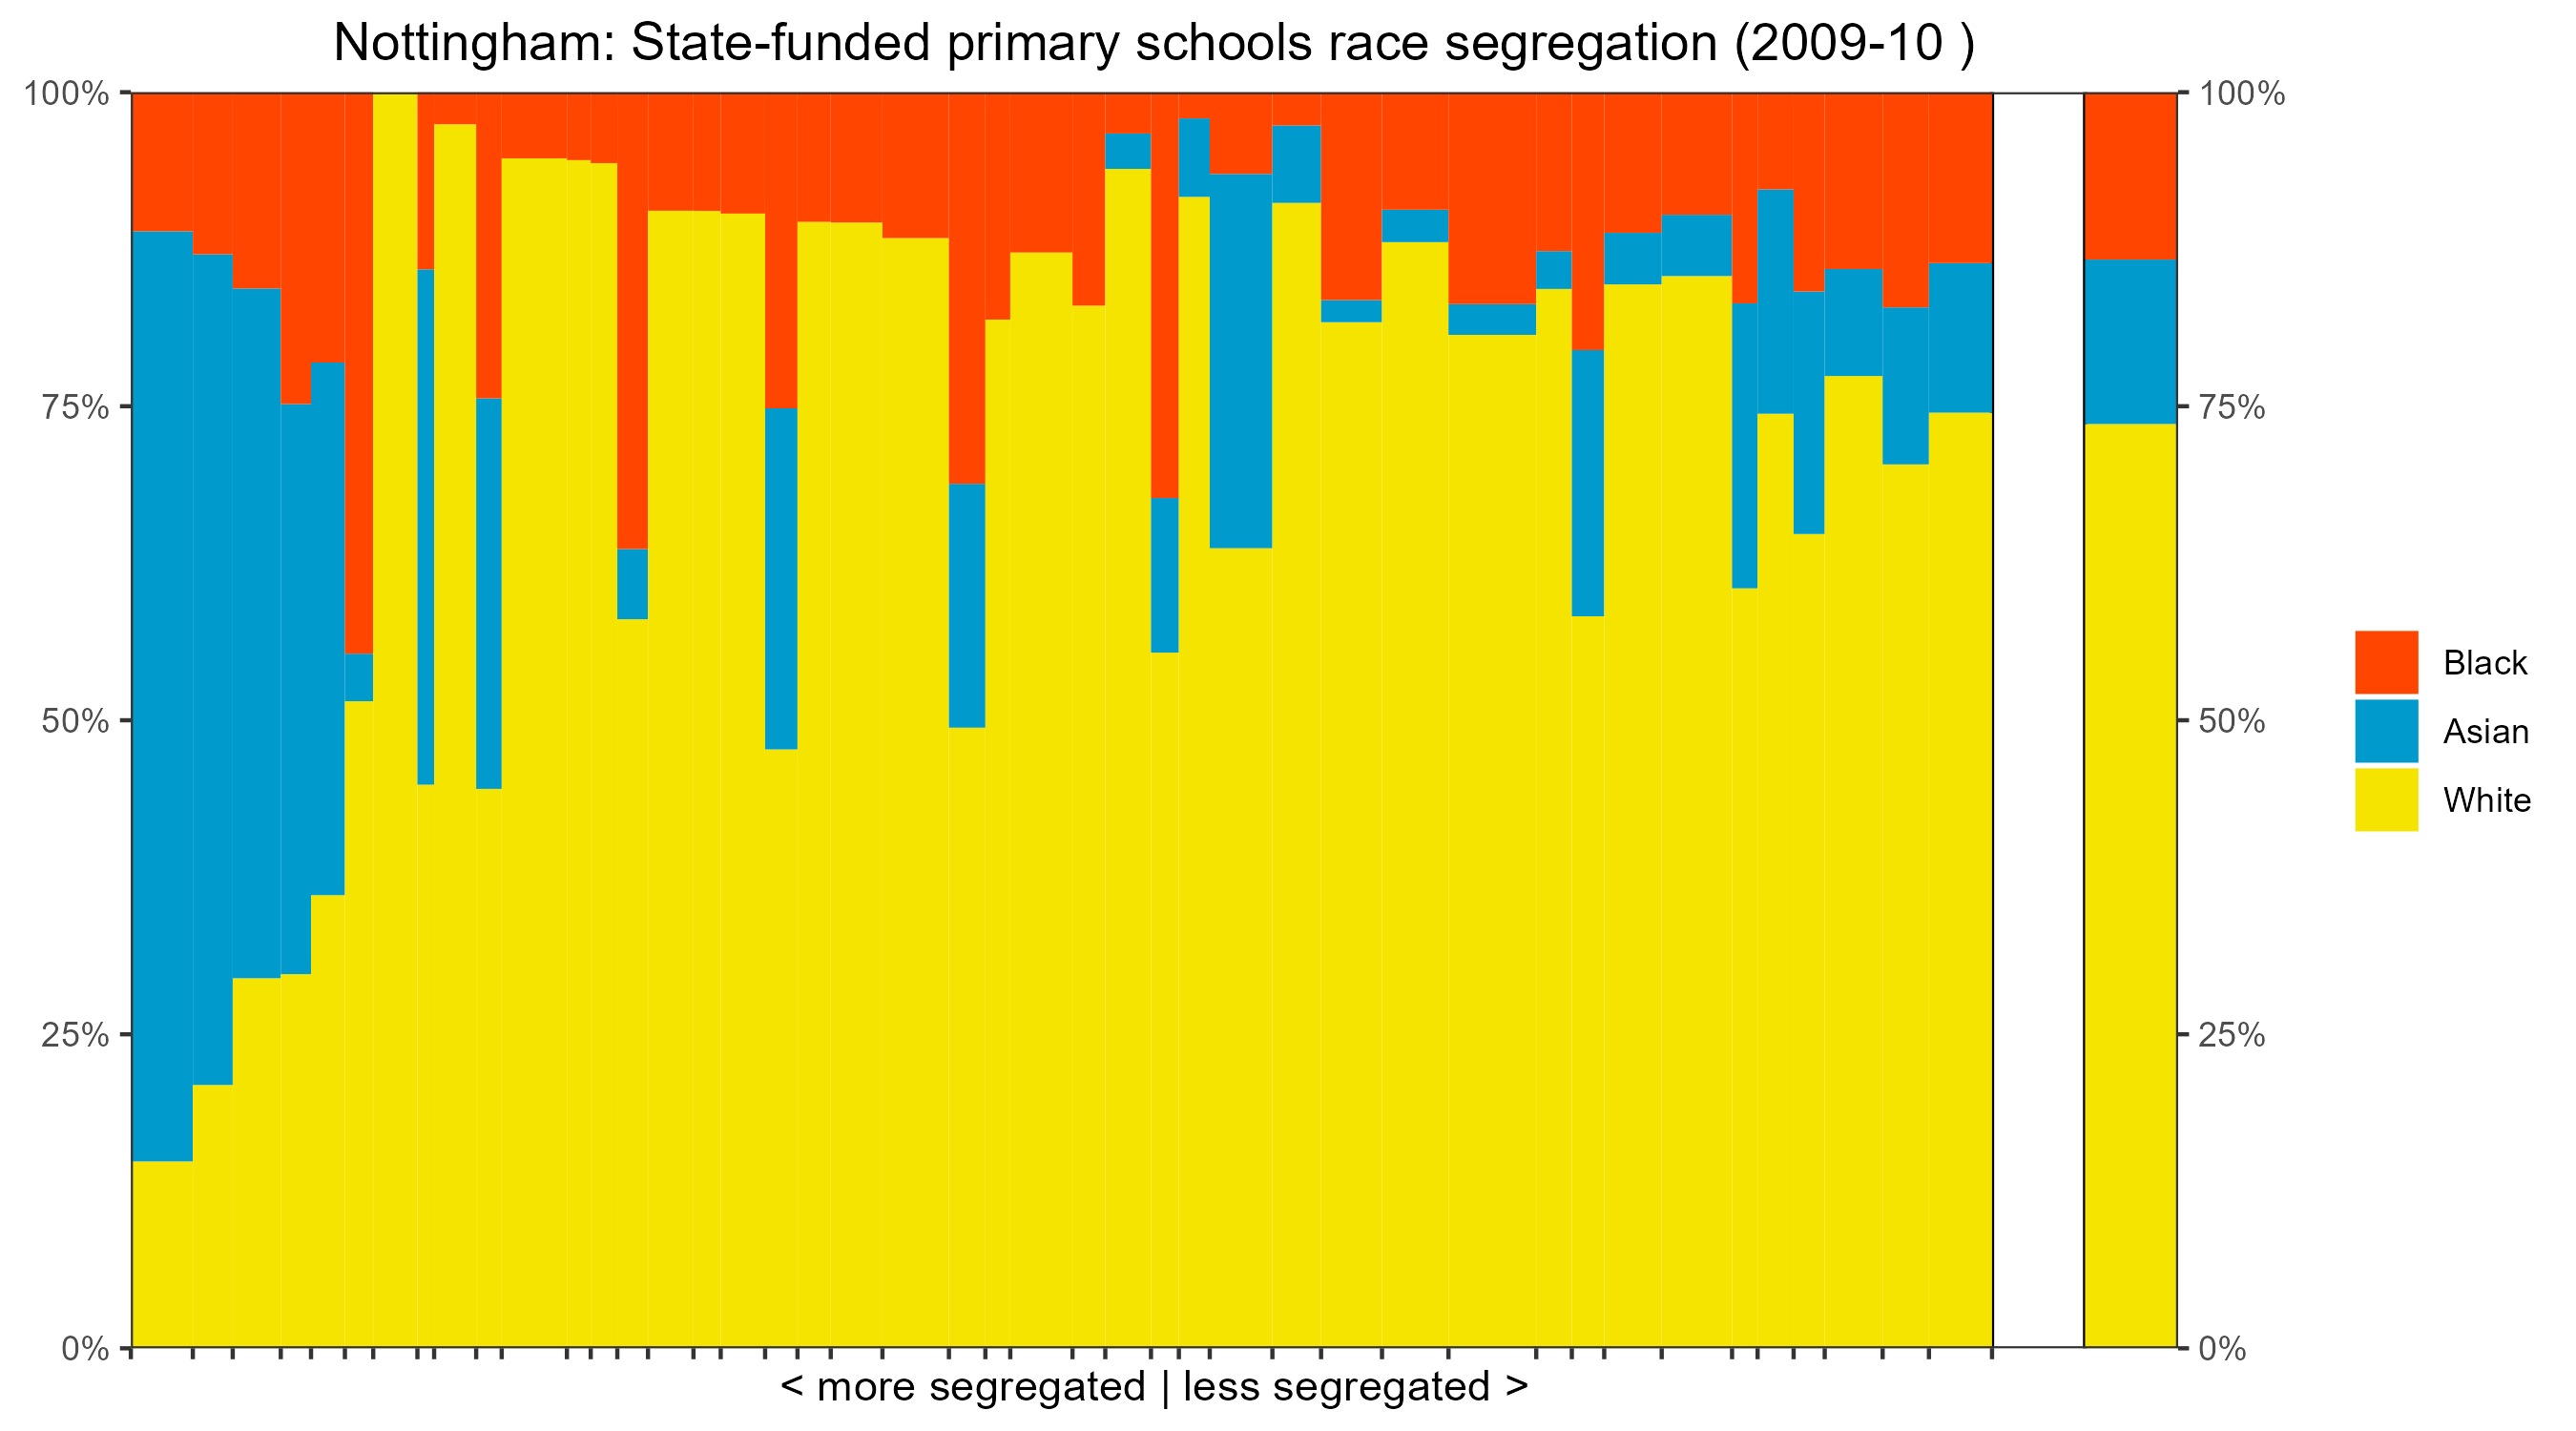 Nottingham: State-funded primary schools race segregation (2009-10 )
100%
75%
50%
25%
0%
100%
75%
50%
25%
0%
Black
Asian
White
< more segregated | less segregated >